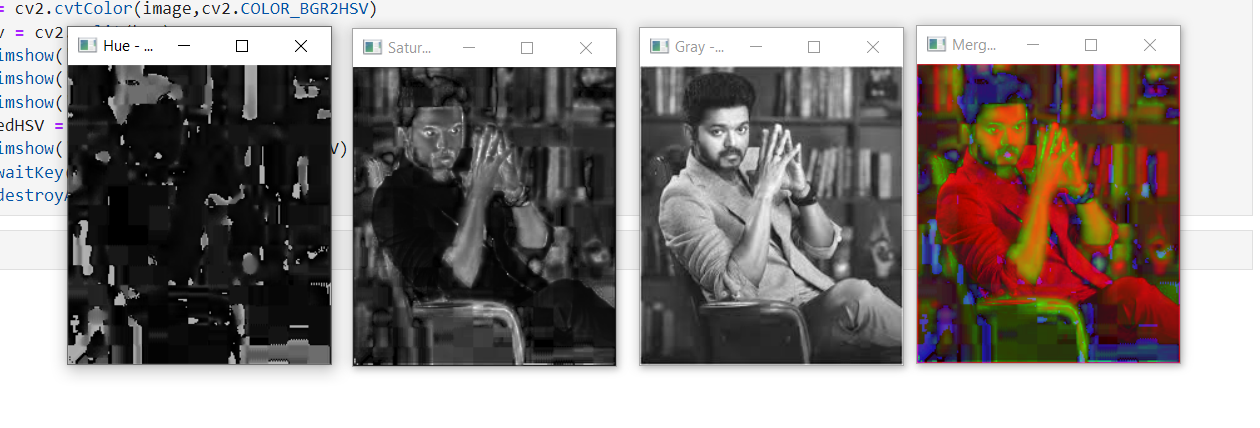 = cv2.cvtColor(image,cv2.COLOR_BGR2HSV)
v = cv2
imshow(
imshow(
imshow(
edHSV =
imshow( V)
waitKey(
destroyA
Hue - ...
Satur...
Gray -...
Merg...